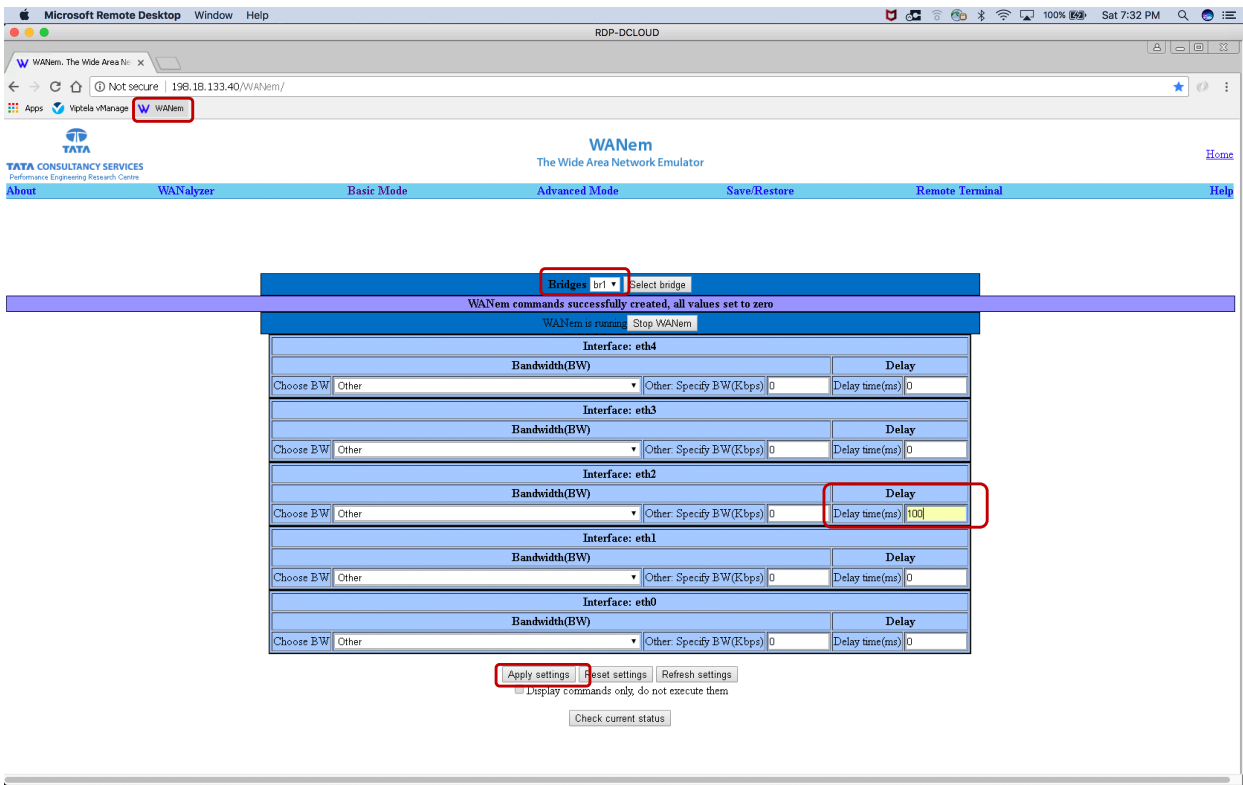 Microsoft Remote Desktop Window Help 100% Sat 7:32 PM
RDP-DCLOUD
WANem. The Wide Area Ne x
Not secure | 198.18.133.40/WANem/
Apps Viptela vManage WANem
TATA
TATA CONSULTANCY SERVICES
Performance Engineering Research Centre
WANem
The Wide Area Network Emulator
Home
About WANalyzer Basic Mode Advanced Mode Save/Restore Remote Terminal Help
Bridges br1 Select bridge
WANem commands successfully created, all values set to zero
WANem is running Stop WANem
Interface: eth4
Bandwidth(BW) Delay
Choose BW Other Other: Specify BW(Kbps) 0 Delay time(ms) 0
Interface: eth3
Bandwidth(BW) Delay
Choose BW Other Other: Specify BW(Kbps) 0 Delay time(ms) 0
Interface: eth2
Bandwidth(BW) Delay
Choose BW Other Other: Specify BW(Kbps) 0 Delay time(ms) 100
Interface: eth1
Bandwidth(BW) Delay
Choose BW Other Other: Specify BW(Kbps) 0 Delay time(ms) 0
Interface: eth0
Bandwidth(BW) Delay
Choose BW Other Other: Specify BW(Kbps) 0 Delay time(ms) 0
Apply settings Reset settings Refresh settings
Display commands only, do not execute them
Check current status